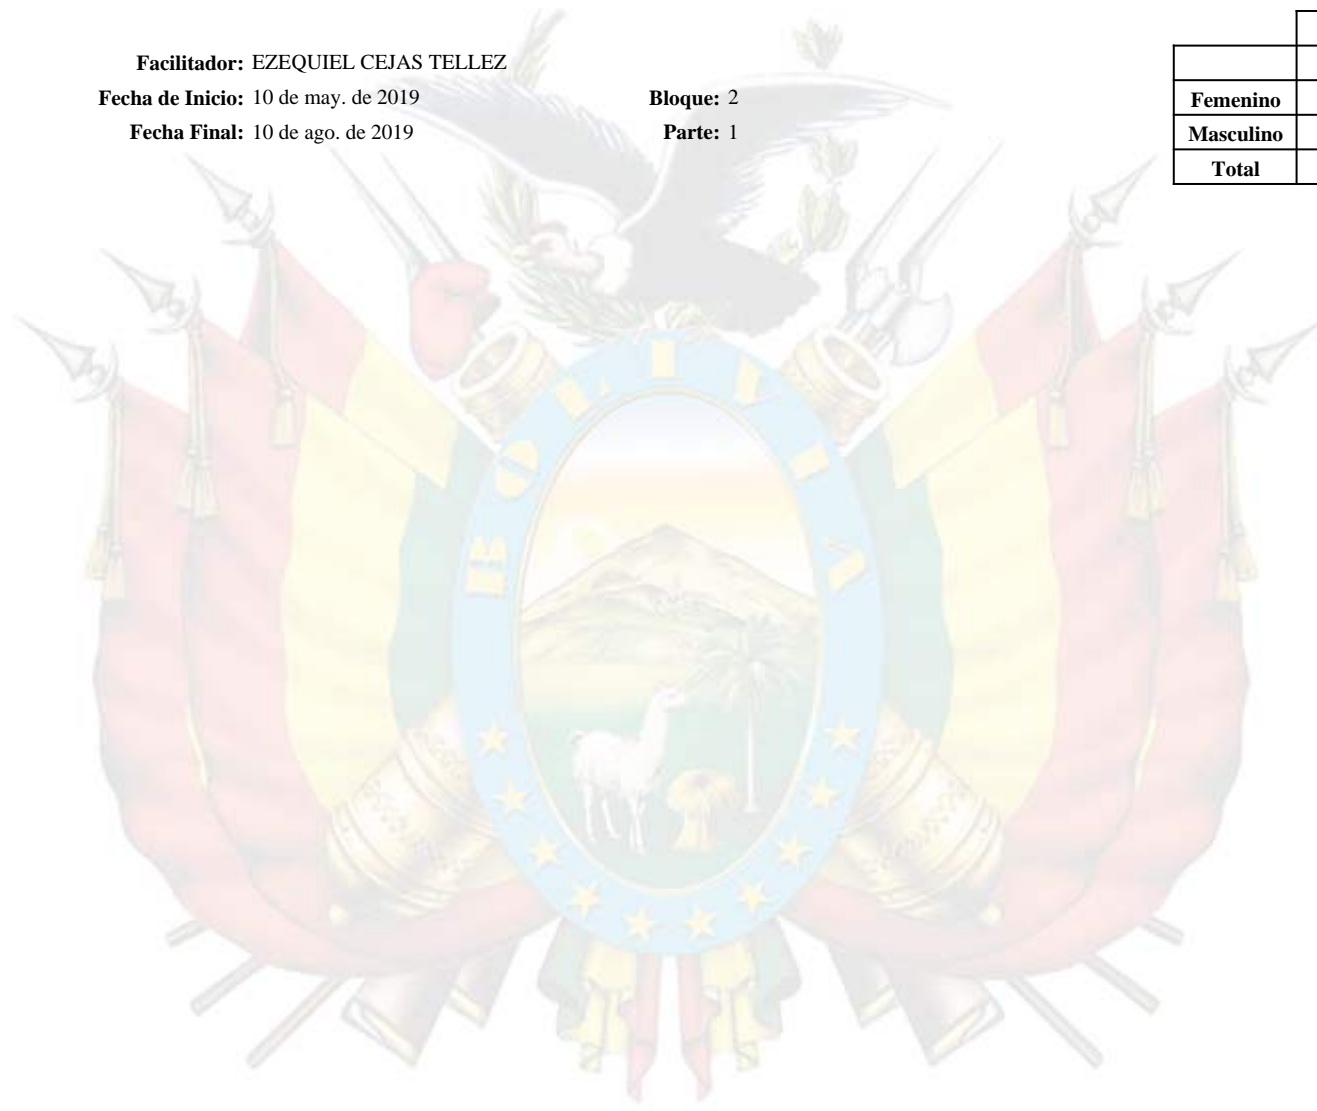 Facilitador: EZEQUIEL CEJAS TELLEZ
Fecha de Inicio: 10 de may. de 2019 Bloque: 2
Fecha Final: 10 de ago. de 2019 Parte: 1
Femenino
Masculino
Total
BOLIVIA